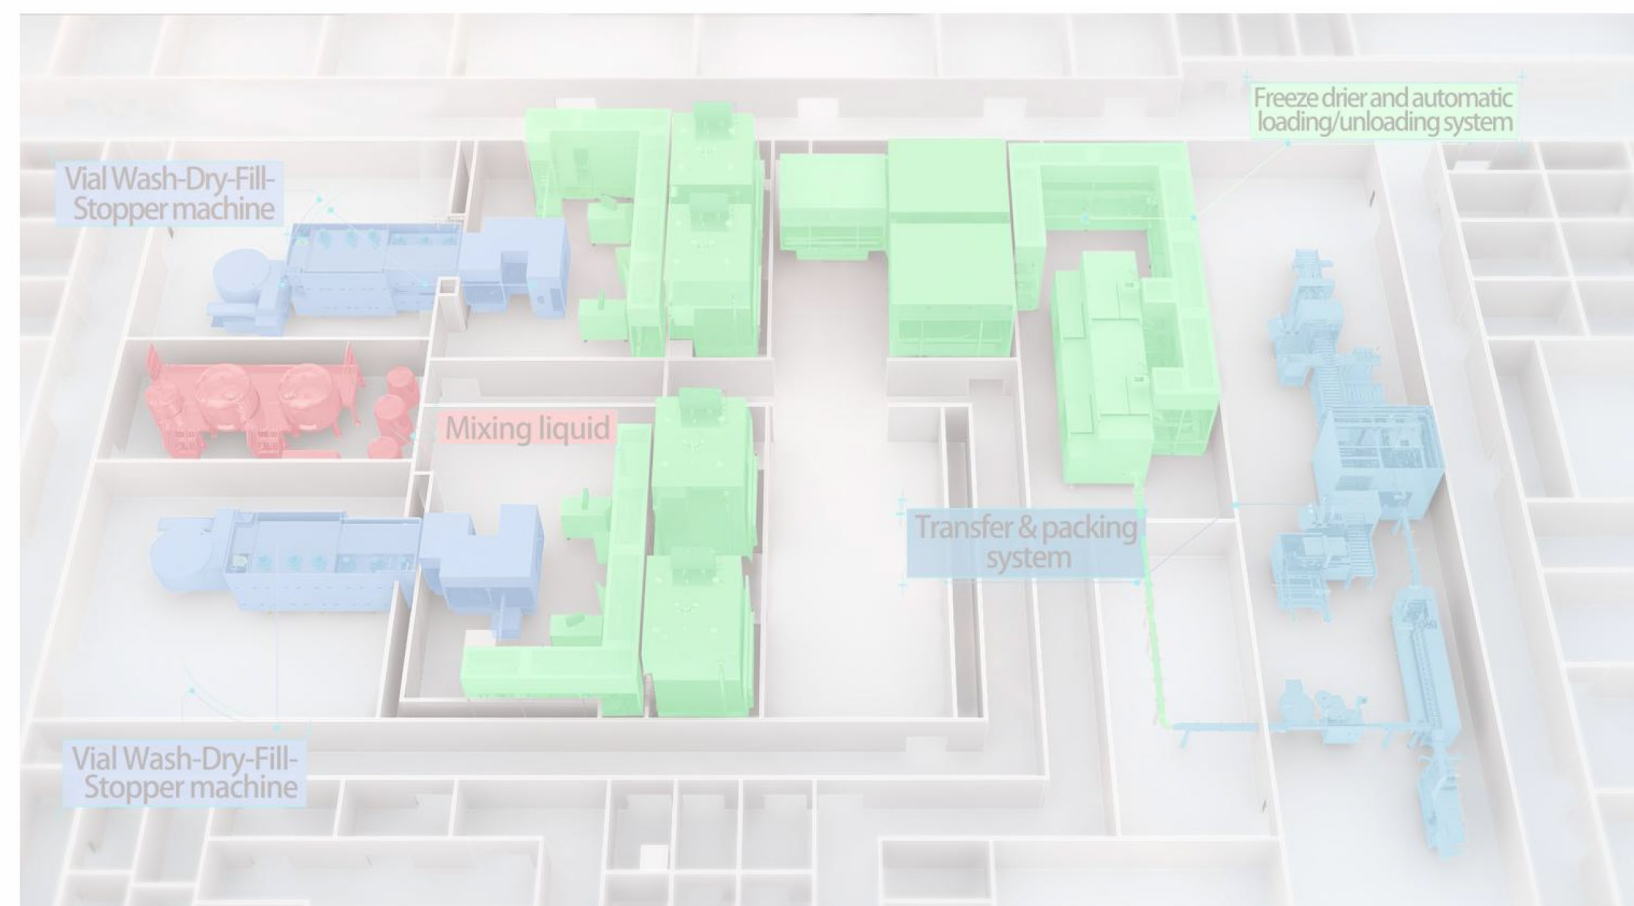 Freeze drier and automatic
loading/unloading system
Vial Wash-Dry-Fill-
Stopper machine
Mixing liquid
Transfer & packing
system
Vial Wash-Dry-Fill-
Stopper machine